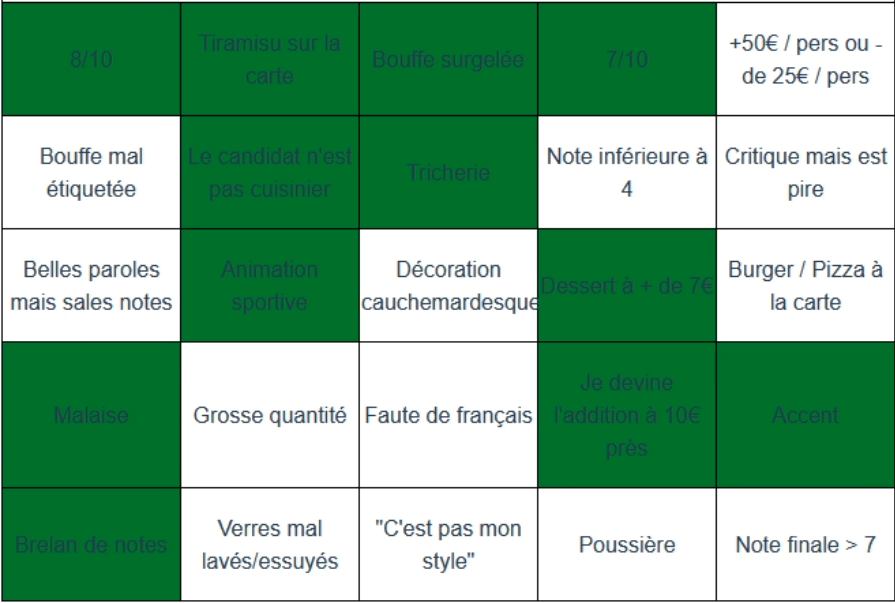 8/10
Tiramisu sur la
carte
Bouffe surgelée
7/10
+50€ / pers ou -
de 25€ / pers
Bouffe mal
étiquetée
Le candidat n'est
pas cuisinier
Tricherie
Note inférieure à
4
Critique mais est
pire
Belles paroles
mais sales notes
Animation
sportive
Décoration
cauchemardesque
Dessert à + de 7€
Burger / Pizza à
la carte
Malaise
Grosse quantité
Faute de français
Je devine
l'addition à 10€
près
Accent
Brelan de notes
Verres mal
lavés/essuyés
"C'est pas mon
style"
Poussière
Note finale > 7